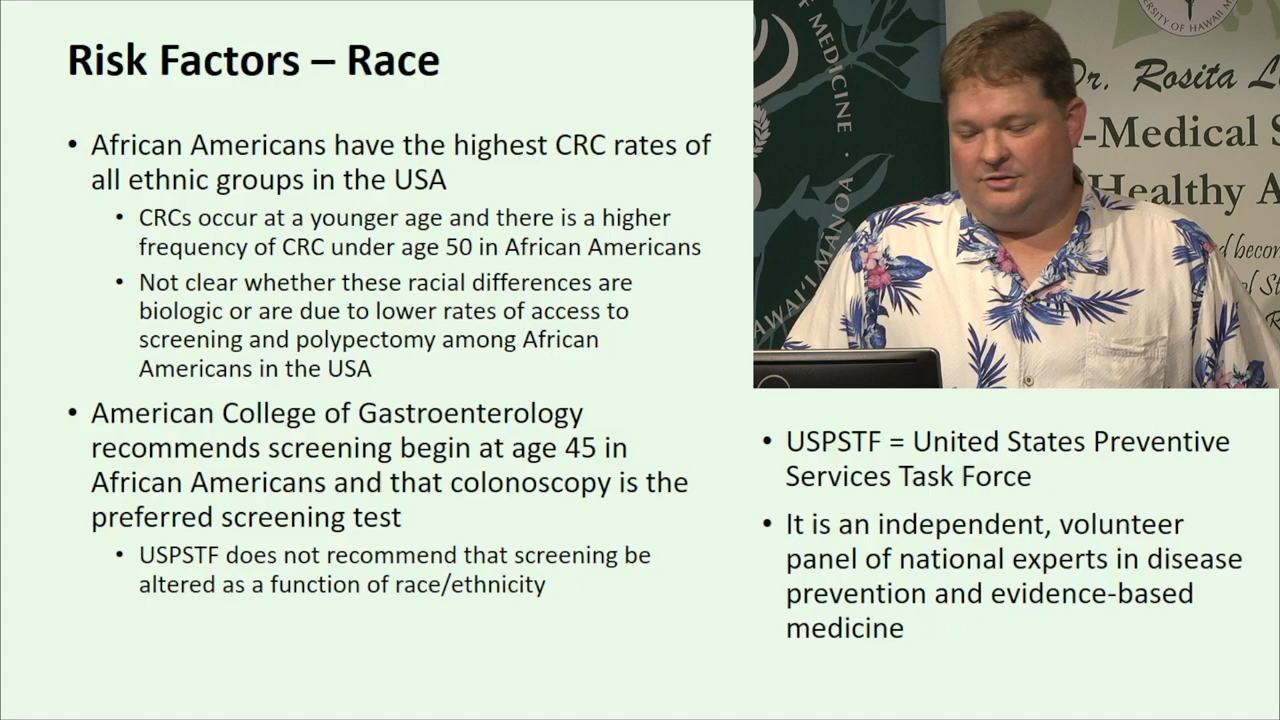 Risk Factors – Race
• African Americans have the highest CRC rates of
all ethnic groups in the USA
• CRCs occur at a younger age and there is a higher
frequency of CRC under age 50 in African Americans
• Not clear whether these racial differences are
biologic or are due to lower rates of access to
screening and polypectomy among African
Americans in the USA
• American College of Gastroenterology
recommends screening begin at age 45 in
African Americans and that colonoscopy is the
preferred screening test
• USPSTF does not recommend that screening be
altered as a function of race/ethnicity
OF MEDICINE ·
MĀNOA ·
HAWAI‘I
OF HAWAII
Dr. Rosita
-Medical
Healthy
• USPSTF = United States Preventive
Services Task Force
• It is an independent, volunteer
panel of national experts in disease
prevention and evidence-based
medicine